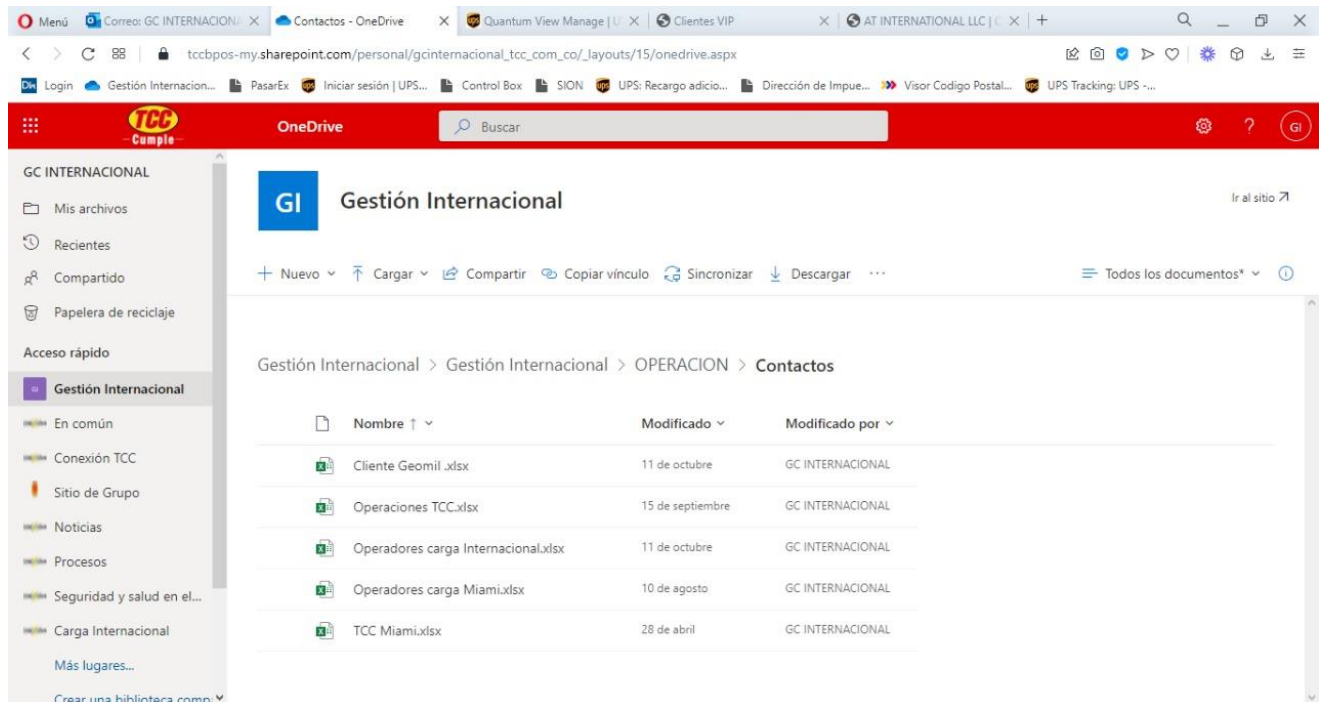 Menú Correo: GC INTERNACION Contactos - OneDrive Quantum View Manage | U Clientes VIP AT INTERNATIONAL LLC | C
tccbpos-my.sharepoint.com/personal/gcinternacional_tcc_com_co/_layouts/15/onedrive.aspx
Login Gestión Internacion... PasarEx Iniciar sesión | UPS... Control Box SION UPS: Recargo adicio... Dirección de Impue... Visor Codigo Postal... UPS Tracking: UPS -...
TCC
Cumple
OneDrive
Buscar
? GI
GC INTERNACIONAL
Mis archivos
Recientes
Compartido
Papelera de reciclaje
Acceso rápido
Gestión Internacional
En común
Conexión TCC
Sitio de Grupo
Noticias
Procesos
Seguridad y salud en el...
Carga Internacional
Más lugares...
Crear una biblioteca comp
GI Gestión Internacional
Ir al sitio
+ Nuevo Cargar Compartir Copiar vínculo Sincronizar Descargar ···
Todos los documentos*
Gestión Internacional > Gestión Internacional > OPERACION > Contactos
Nombre ↑ Modificado Modificado por
Cliente Geomil .xlsx 11 de octubre GC INTERNACIONAL
Operaciones TCC.xlsx 15 de septiembre GC INTERNACIONAL
Operadores carga Internacional.xlsx 11 de octubre GC INTERNACIONAL
Operadores carga Miami.xlsx 10 de agosto GC INTERNACIONAL
TCC Miami.xlsx 28 de abril GC INTERNACIONAL